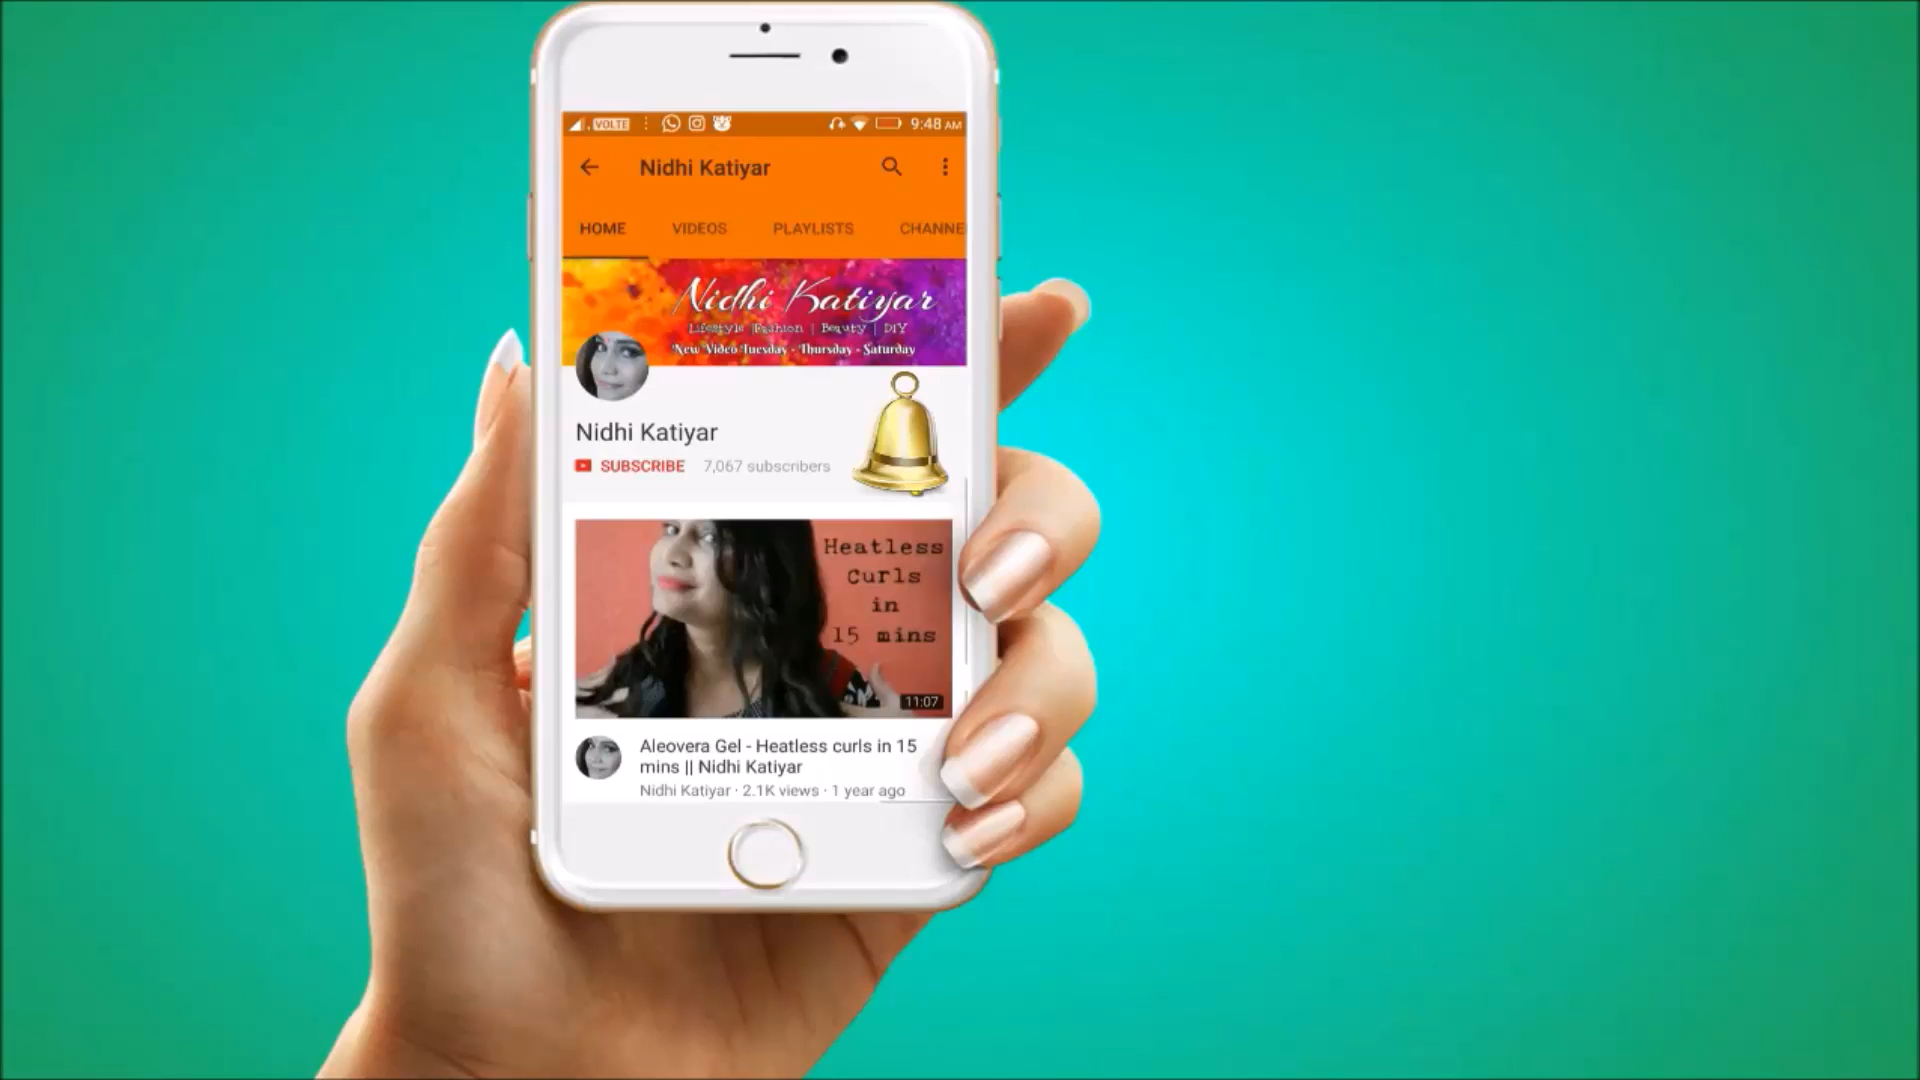 VOLTE
9:48 AM
Nidhi Katiyar
HOME VIDEOS PLAYLISTS CHANNE
Nidhi Katiyar
Lifestyle |Fashion | Beauty | DIY
New Video Tuesday - Thursday - Saturday
Nidhi Katiyar
SUBSCRIBE 7,067 subscribers
Heatless
Curls
in
15 mins
11:07
Aleovera Gel - Heatless curls in 15
mins || Nidhi Katiyar
Nidhi Katiyar · 2.1K views · 1 year ago